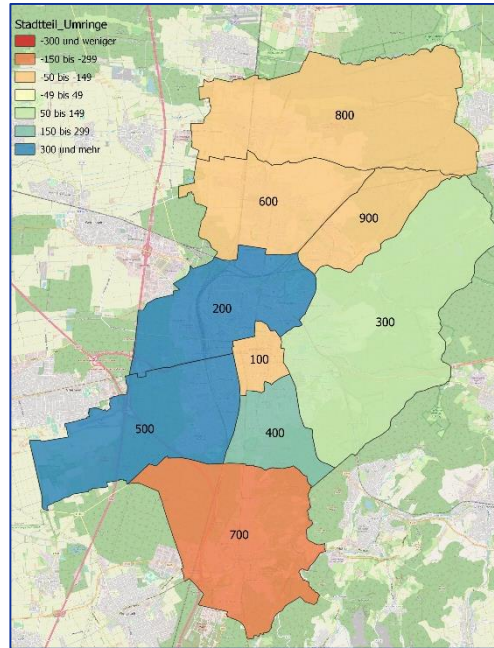 Stadtteil_Umringe
-300 und weniger
-150 bis -299
-50 bis -149
-49 bis 49
50 bis 149
150 bis 299
300 und mehr
800
600
900
200
300
100
500
400
700